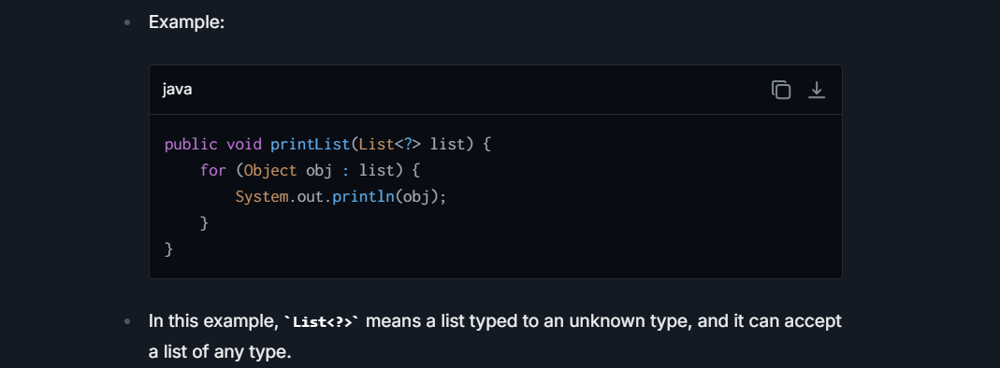 Example:
java
public void printList(List<?> list) {
    for (Object obj : list) {
        System.out.println(obj);
    }
}
In this example, `List<?>` means a list typed to an unknown type, and it can accept
a list of any type.